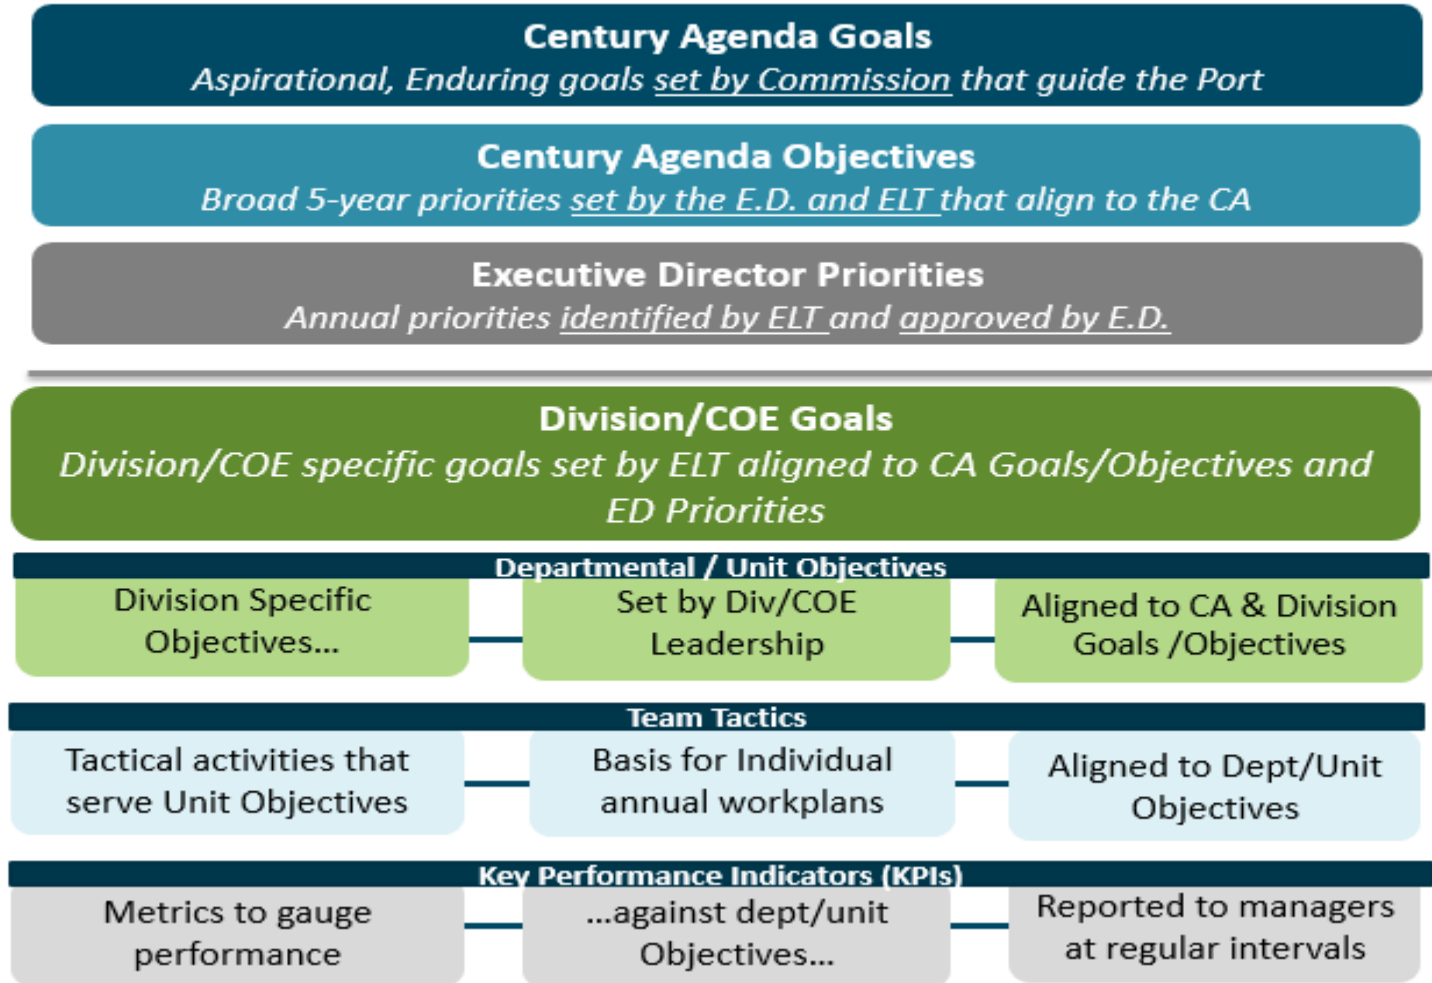 Century Agenda Goals
Aspirational, Enduring goals set by Commission that guide the Port
Century Agenda Objectives
Broad 5-year priorities set by the E.D. and ELT that align to the CA
Executive Director Priorities
Annual priorities identified by ELT and approved by E.D.
Division/COE Goals
Division/COE specific goals set by ELT aligned to CA Goals/Objectives and
ED Priorities
Departmental / Unit Objectives
Division Specific
Objectives...
Set by Div/COE
Leadership
Aligned to CA & Division
Goals /Objectives
Team Tactics
Tactical activities that
serve Unit Objectives
Basis for Individual
annual workplans
Aligned to Dept/Unit
Objectives
Key Performance Indicators (KPIs)
Metrics to gauge
performance
...against dept/unit
Objectives...
Reported to managers
at regular intervals